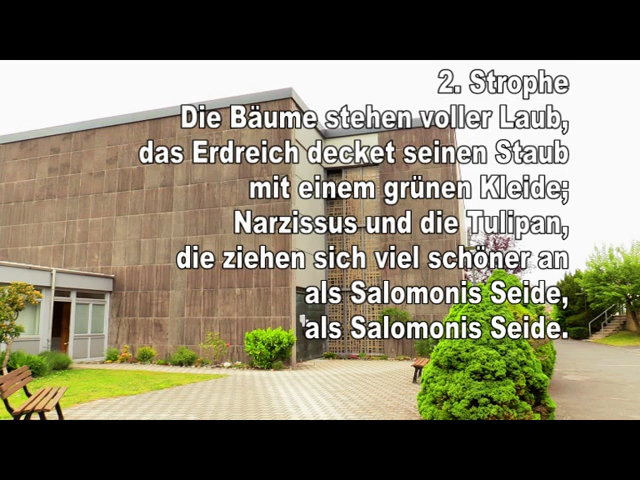 2. Strophe
Die Bäume stehen voller Laub,
das Erdreich decket seinen Staub
mit einem grünen Kleide;
Narzissus und die Tulipan,
die ziehen sich viel schöner an
als Salomonis Seide,
als Salomonis Seide.